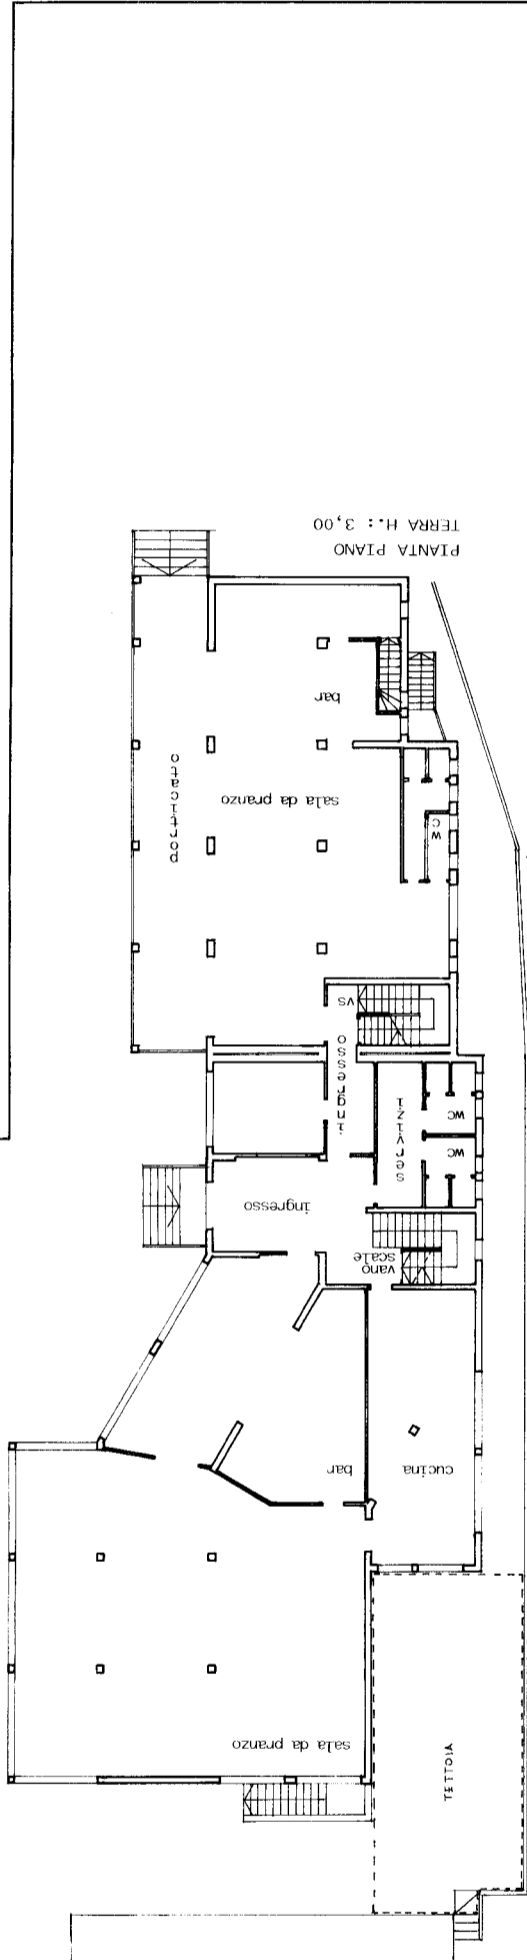 PIANTA PIANO
TERRA H.: 3,00
bar
porticato
sala da pranzo
WC
VS
ingresso
servizi
WC
WC
ingresso
vano
scale
bar
cucina
sala da pranzo
TETTOIA